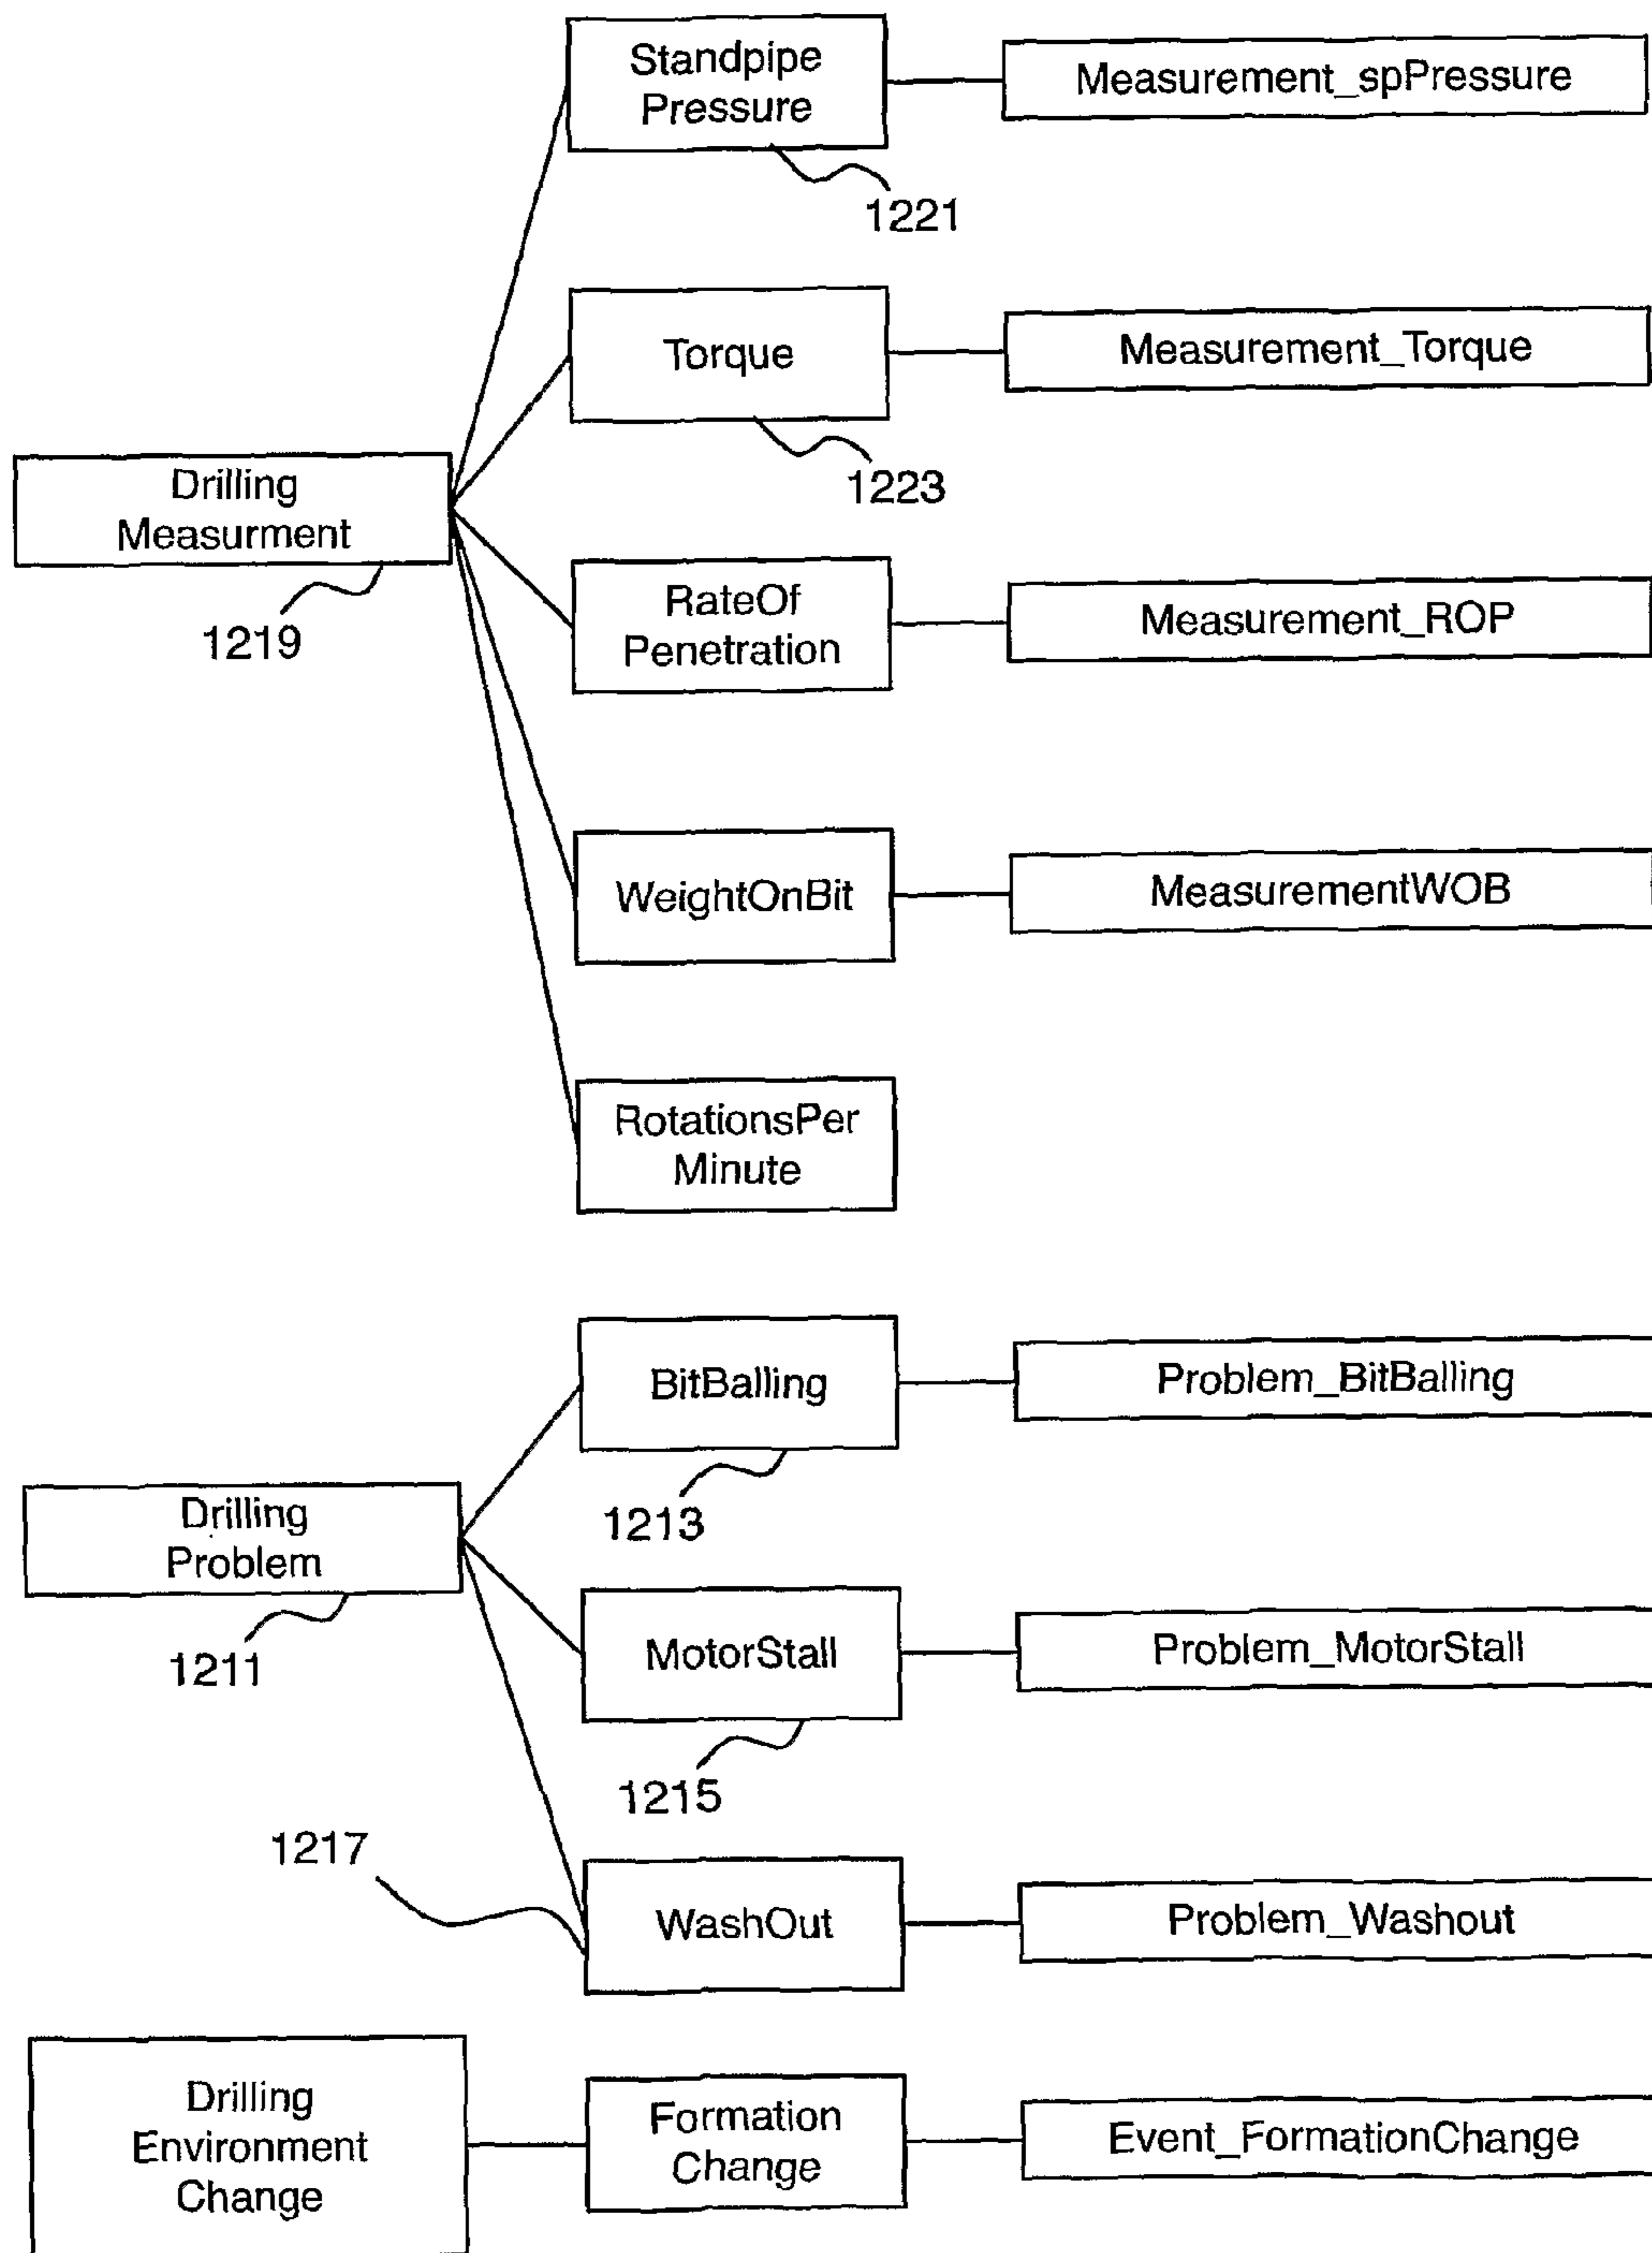 Standpipe
Pressure
Measurement_spPressure
1221
Torque
Measurement_Torque
1223
Drilling
Measurment
1219
RateOf
Penetration
Measurement_ROP
WeightOnBit
MeasurementWOB
RotationsPer
Minute
BitBalling
Problem_BitBalling
1213
Drilling
Problem
1211
MotorStall
Problem_MotorStall
1215
1217
WashOut
Problem_Washout
Drilling
Environment
Change
Formation
Change
Event_FormationChange